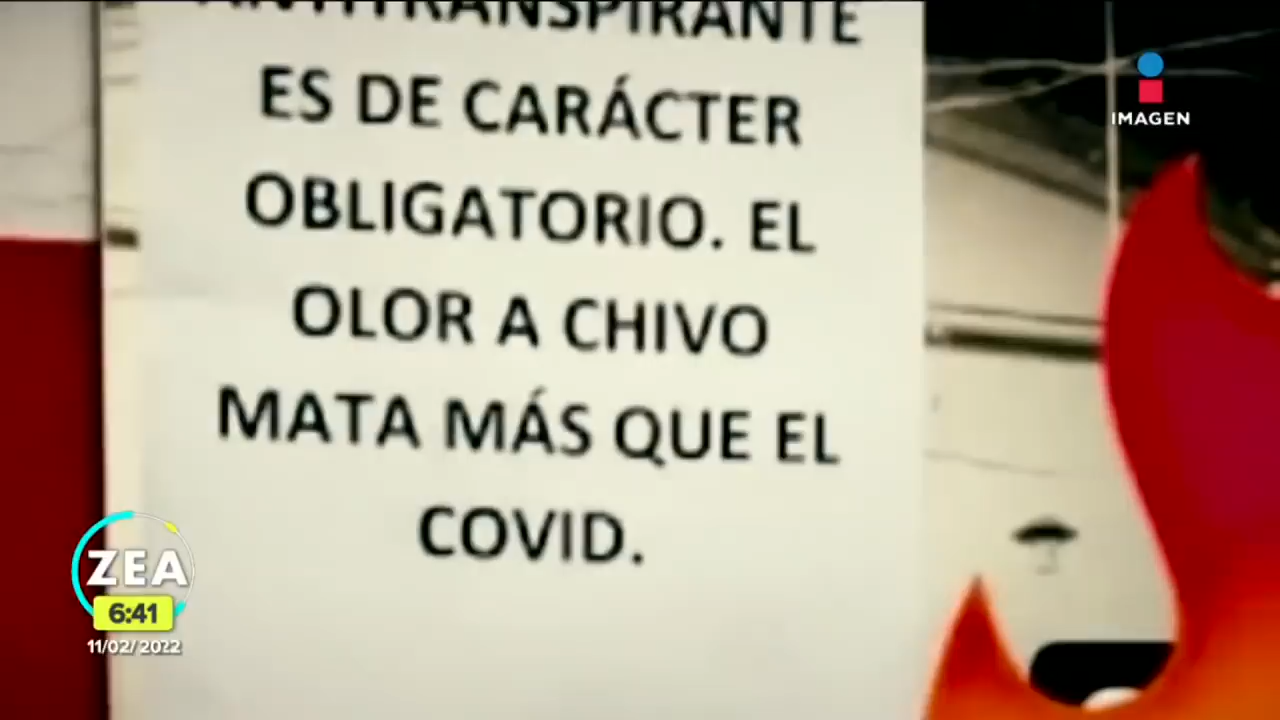 ANTITRANSPIRANTE
ES DE CARÁCTER
OBLIGATORIO. EL
OLOR A CHIVO
MATA MÁS QUE EL
COVID.
IMAGEN
ZEA
6:41
11/02/2022